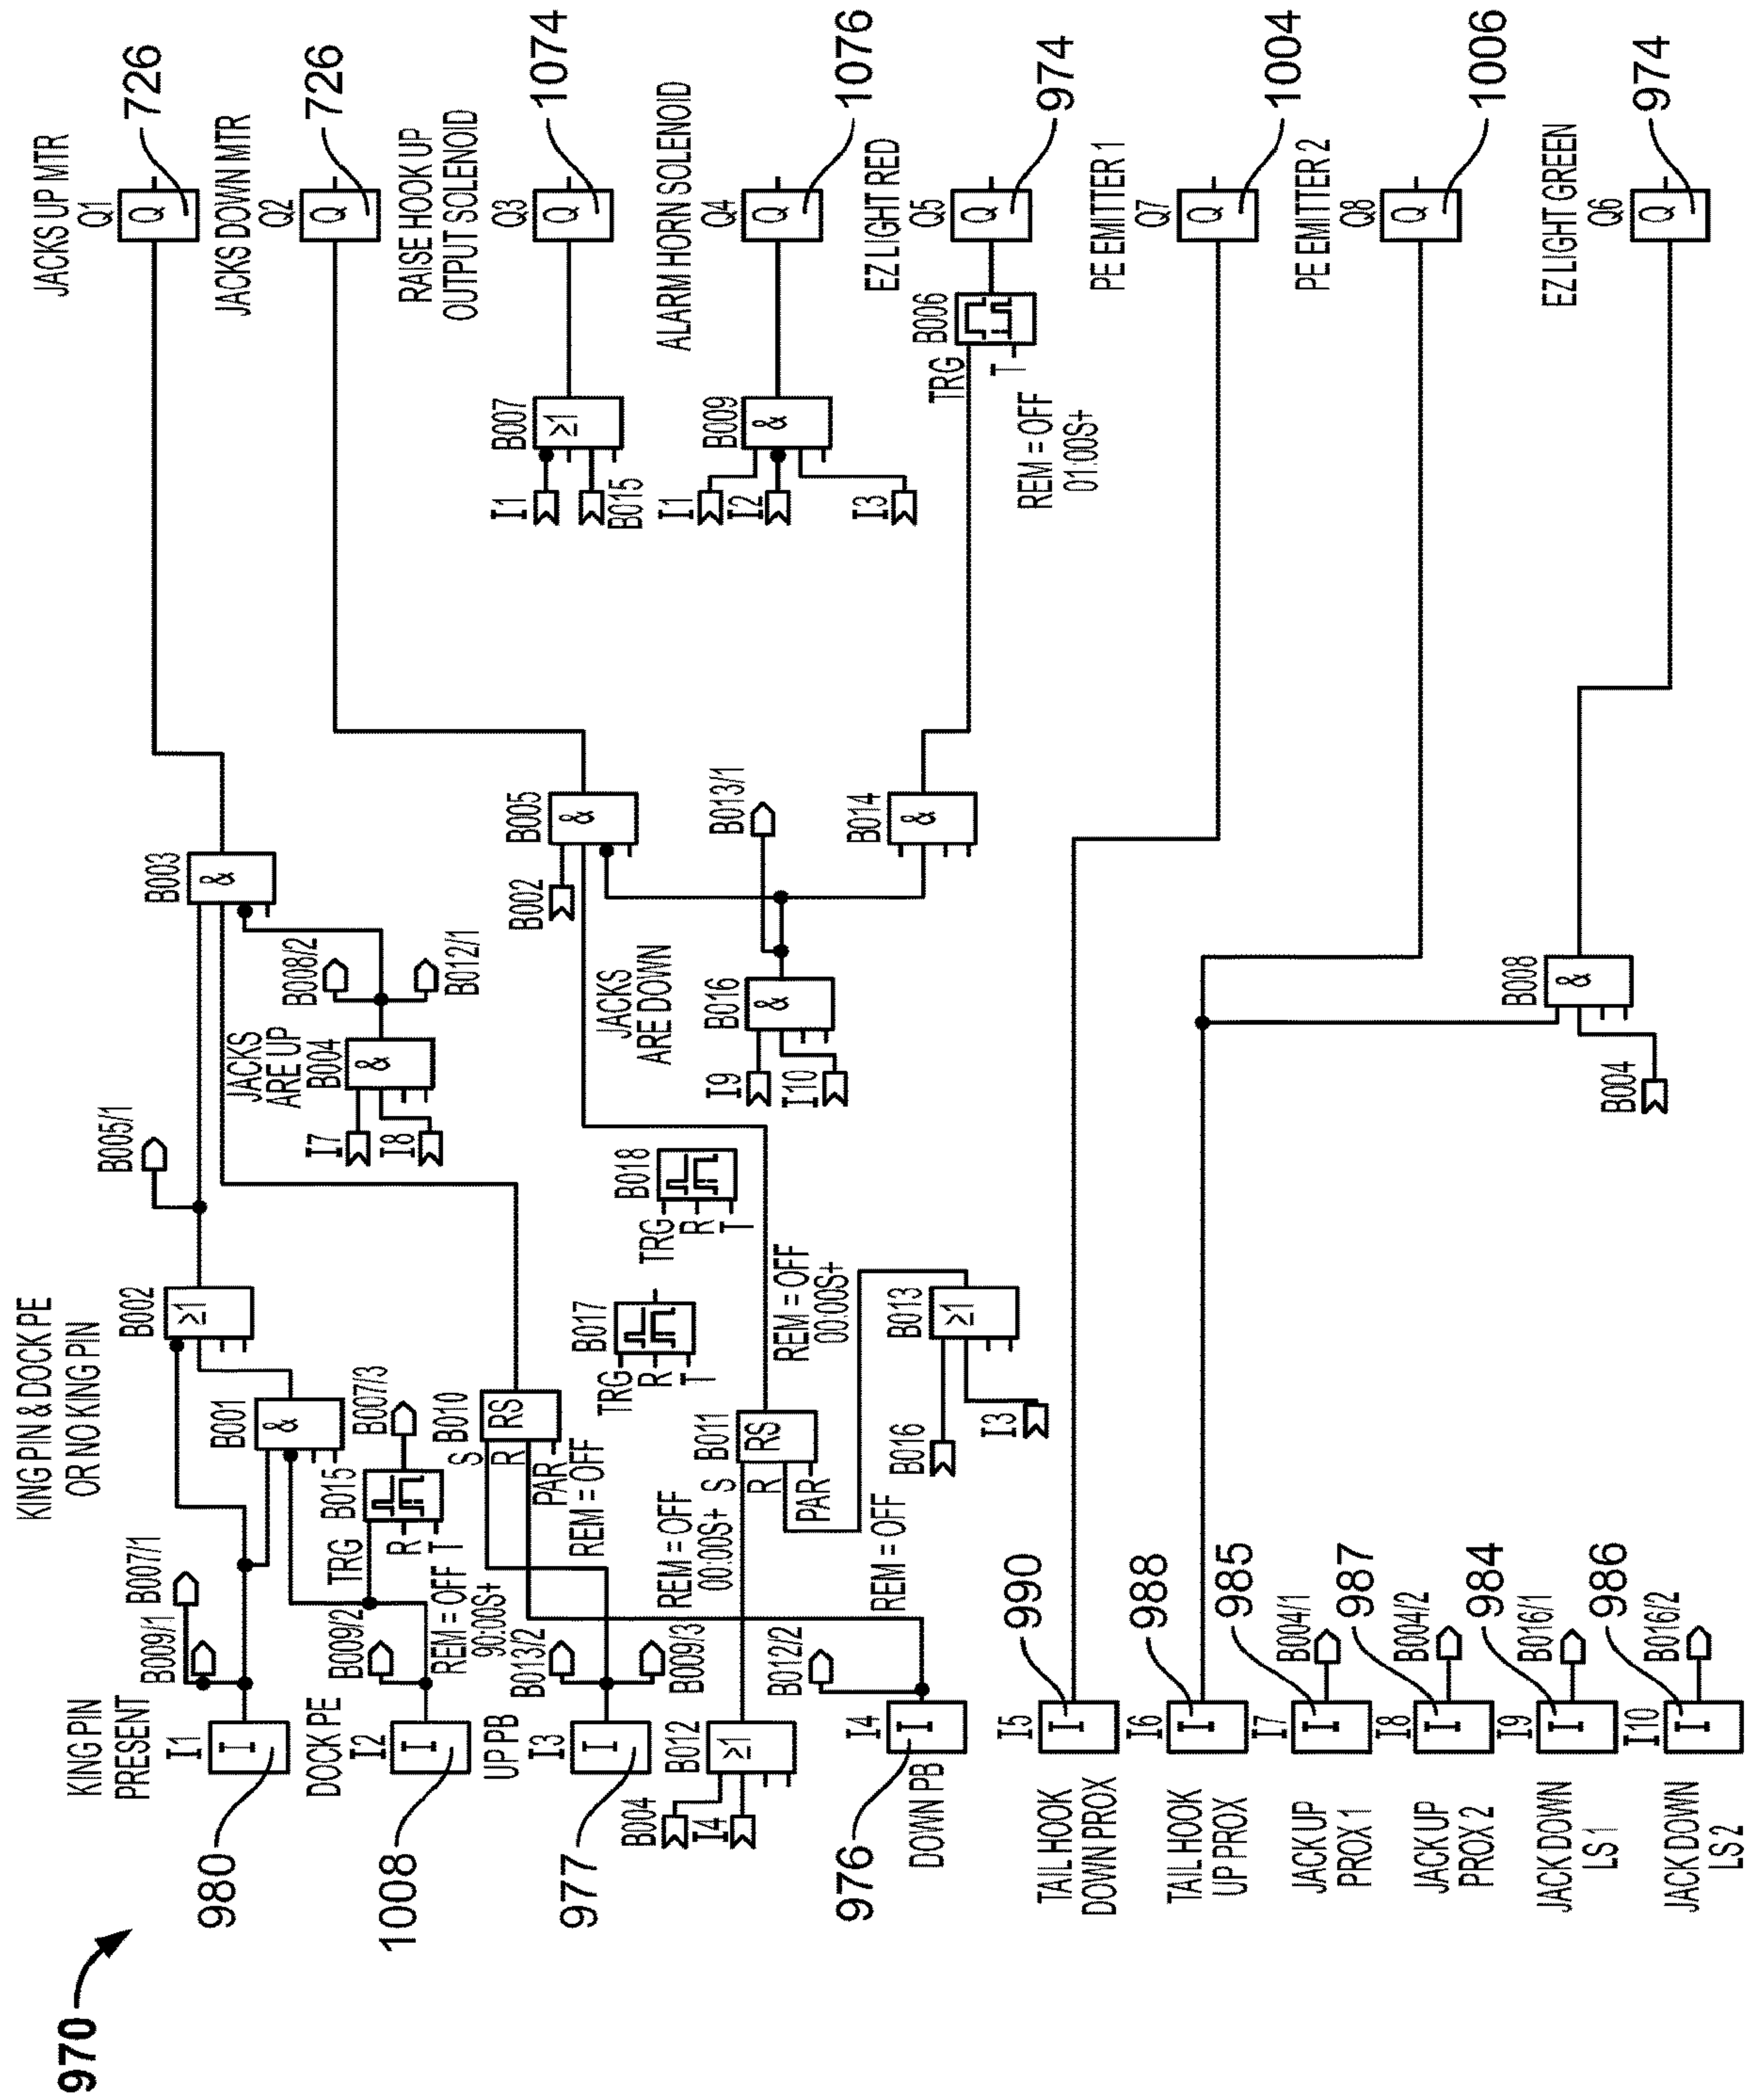 970
KING PIN
PRESENT
I1
I
980
B009/1
B007/1
KING PIN & DOCK PE
OR NO KING PIN
B002
≥1
B005/1
B003
&
JACKS UP MTR
Q1
Q
726
DOCK PE
I2
I
1008
B009/2
TRG
R
T
B015
REM = OFF
90:00S+
B007/3
B001
&
JACKS
ARE UP
B004
&
I7
I8
B008/2
B012/1
JACKS DOWN MTR
Q2
Q
726
UP PB
I3
I
977
B013/2
B009/3
S
R
PAR
B010
RS
REM = OFF
B005
&
B002
RAISE HOOK UP
OUTPUT SOLENOID
Q3
Q
1074
B007
≥1
I1
B015
B012
≥1
B004
I4
REM = OFF
00:00S+
S
R
PAR
B011
RS
TRG
R
T
B017
TRG
R
T
B018
JACKS
ARE DOWN
B016
&
I9
I10
B013/1
ALARM HORN SOLENOID
Q4
Q
1076
B009
&
I1
I2
I3
DOWN PB
I4
I
976
B012/2
REM = OFF
B016
I3
B013
≥1
REM = OFF
00:00S+
B014
&
EZ LIGHT RED
Q5
Q
974
B006
TRG
T
REM = OFF
01:00S+
TAIL HOOK
DOWN PROX
I5
I
990
PE EMITTER 1
Q7
Q
1004
TAIL HOOK
UP PROX
I6
I
988
PE EMITTER 2
Q8
Q
1006
JACK UP
PROX 1
I7
I
985
B004/1
JACK UP
PROX 2
I8
I
987
B004/2
JACK DOWN
LS 1
I9
I
984
B016/1
B008
&
B004
EZ LIGHT GREEN
Q6
Q
974
JACK DOWN
LS 2
I10
I
986
B016/2